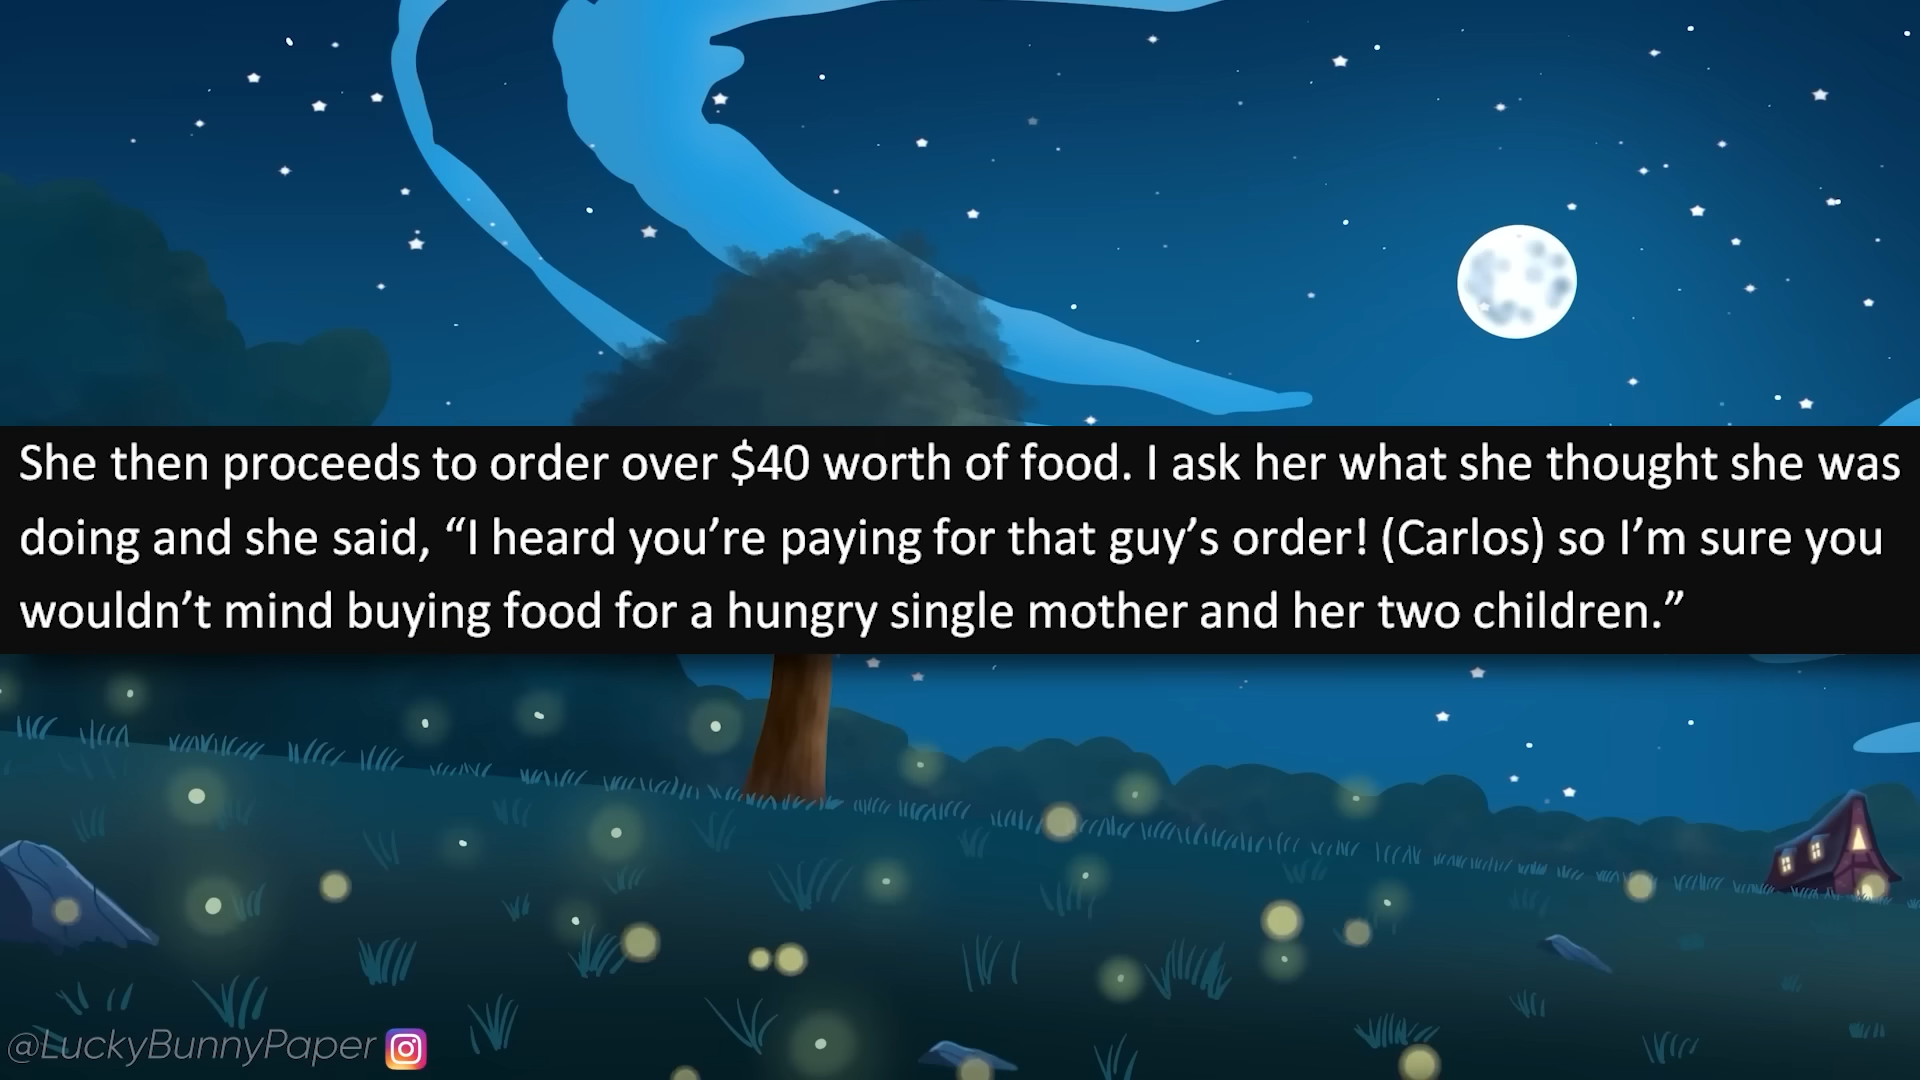 She then proceeds to order over $40 worth of food. I ask her what she thought she was
doing and she said, “I heard you’re paying for that guy’s order! (Carlos) so I’m sure you
wouldn’t mind buying food for a hungry single mother and her two children.”
@LuckyBunnyPaper